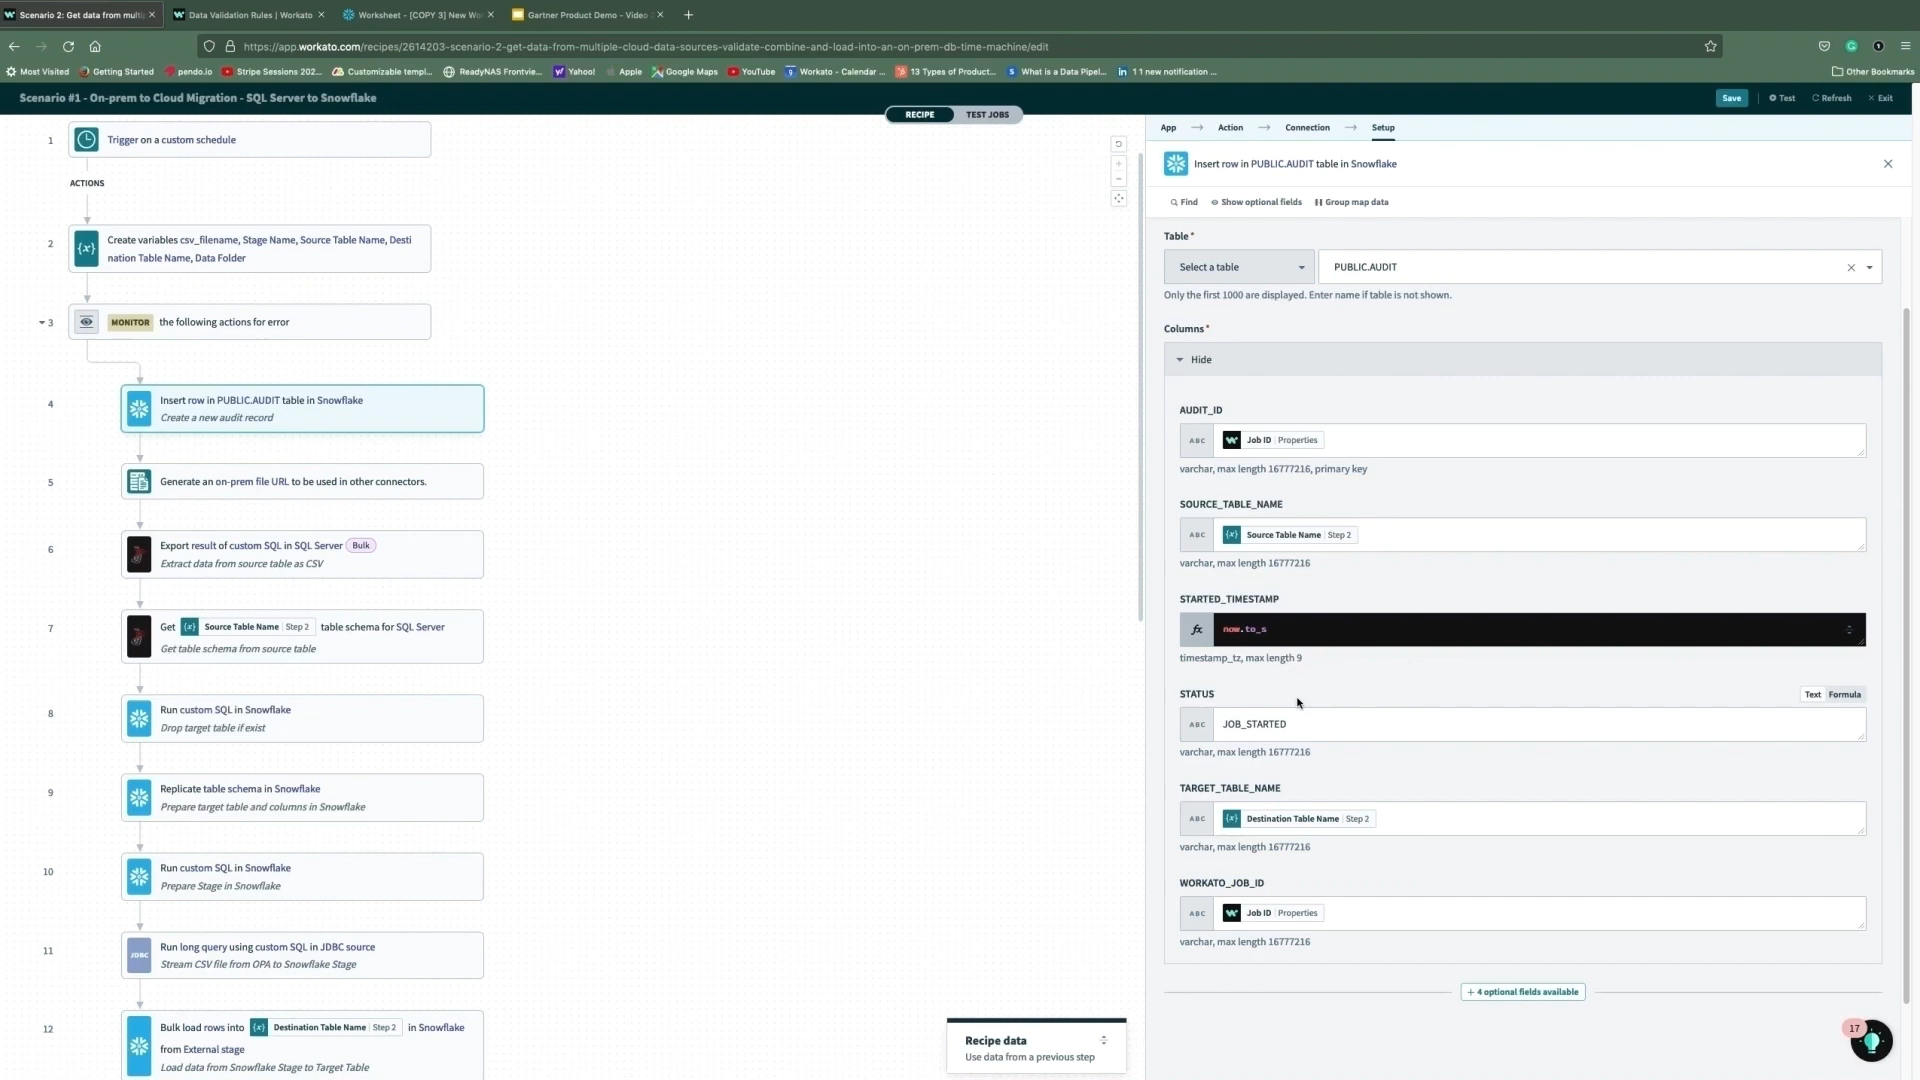 Scenario 2: Get data from multi
Data Validation Rules | Workato
Worksheet - [COPY 3] New Wo
Gartner Product Demo - Video
https://app.workato.com/recipes/2614203-scenario-2-get-data-from-multiple-cloud-data-sources-validate-combine-and-load-into-an-on-prem-db-time-machine/edit
Most Visited
Getting Started
pendo.io
Stripe Sessions 202...
Customizable templ...
ReadyNAS Frontvie...
Yahoo!
Apple
Google Maps
YouTube
Workato - Calendar ...
13 Types of Product...
What is a Data Pipel...
1 1 new notification ...
Other Bookmarks
Scenario #1 - On-prem to Cloud Migration - SQL Server to Snowflake
Save
Test
Refresh
Exit
RECIPE
TEST JOBS
1
Trigger on a custom schedule
ACTIONS
2
Create variables csv_filename, Stage Name, Source Table Name, Desti
nation Table Name, Data Folder
3
MONITOR the following actions for error
4
Insert row in PUBLIC.AUDIT table in Snowflake
Create a new audit record
5
Generate an on-prem file URL to be used in other connectors.
6
Export result of custom SQL in SQL Server Bulk
Extract data from source table as CSV
7
Get {x} Source Table Name Step 2 table schema for SQL Server
Get table schema from source table
8
Run custom SQL in Snowflake
Drop target table if exist
9
Replicate table schema in Snowflake
Prepare target table and columns in Snowflake
10
Run custom SQL in Snowflake
Prepare Stage in Snowflake
11
JDBC
Run long query using custom SQL in JDBC source
Stream CSV file from OPA to Snowflake Stage
12
Bulk load rows into {x} Destination Table Name Step 2 in Snowflake
from External stage
Load data from Snowflake Stage to Target Table
Recipe data
Use data from a previous step
App
Action
Connection
Setup
Insert row in PUBLIC.AUDIT table in Snowflake
Find
Show optional fields
Group map data
Table *
Select a table
PUBLIC.AUDIT
Only the first 1000 are displayed. Enter name if table is not shown.
Columns *
Hide
AUDIT_ID
ABC
Job ID Properties
varchar, max length 16777216, primary key
SOURCE_TABLE_NAME
ABC
{x} Source Table Name Step 2
varchar, max length 16777216
STARTED_TIMESTAMP
fx
now.to_s
timestamp_tz, max length 9
STATUS
Text Formula
ABC
JOB_STARTED
varchar, max length 16777216
TARGET_TABLE_NAME
ABC
{x} Destination Table Name Step 2
varchar, max length 16777216
WORKATO_JOB_ID
ABC
Job ID Properties
varchar, max length 16777216
+ 4 optional fields available
17